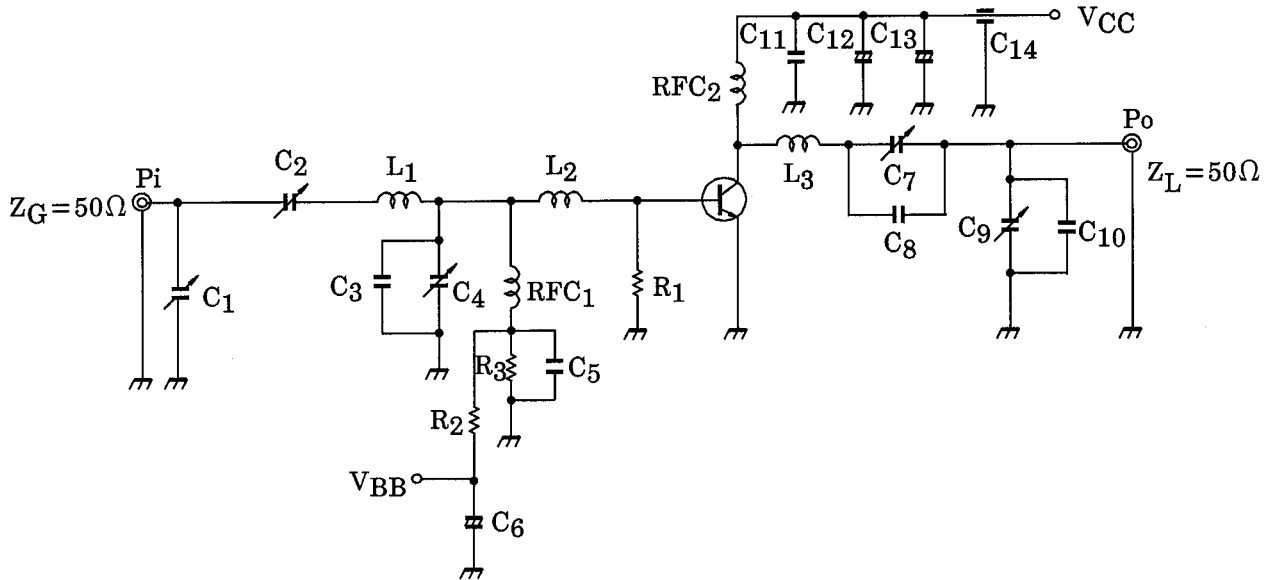 C11
C12
C13
C14
VCC
RFC2
Po
ZL=50Ω
L3
C7
C8
C9
C10
Pi
ZG=50Ω
C2
L1
L2
C1
C3
C4
RFC1
R1
R3
C5
R2
VBB
C6